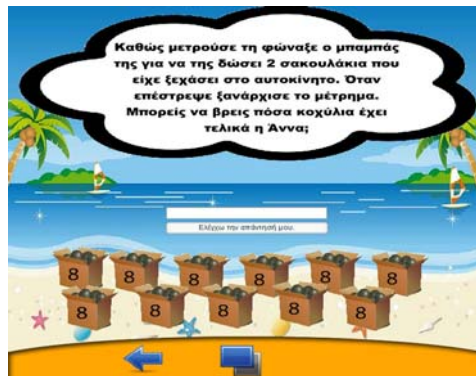 Καθώς μετρούσε τη φώναξε ο μπαμπάς
της για να της δώσει 2 σακουλάκια που
είχε ξεχάσει στο αυτοκίνητο. Όταν
επέστρεψε ξανάρχισε το μέτρημα.
Μπορείς να βρεις πόσα κοχύλια έχει
τελικά η Άννα;
Ελέγχω την απάντησή μου.
8 8 8 8 8 8
8 8 8 8 8